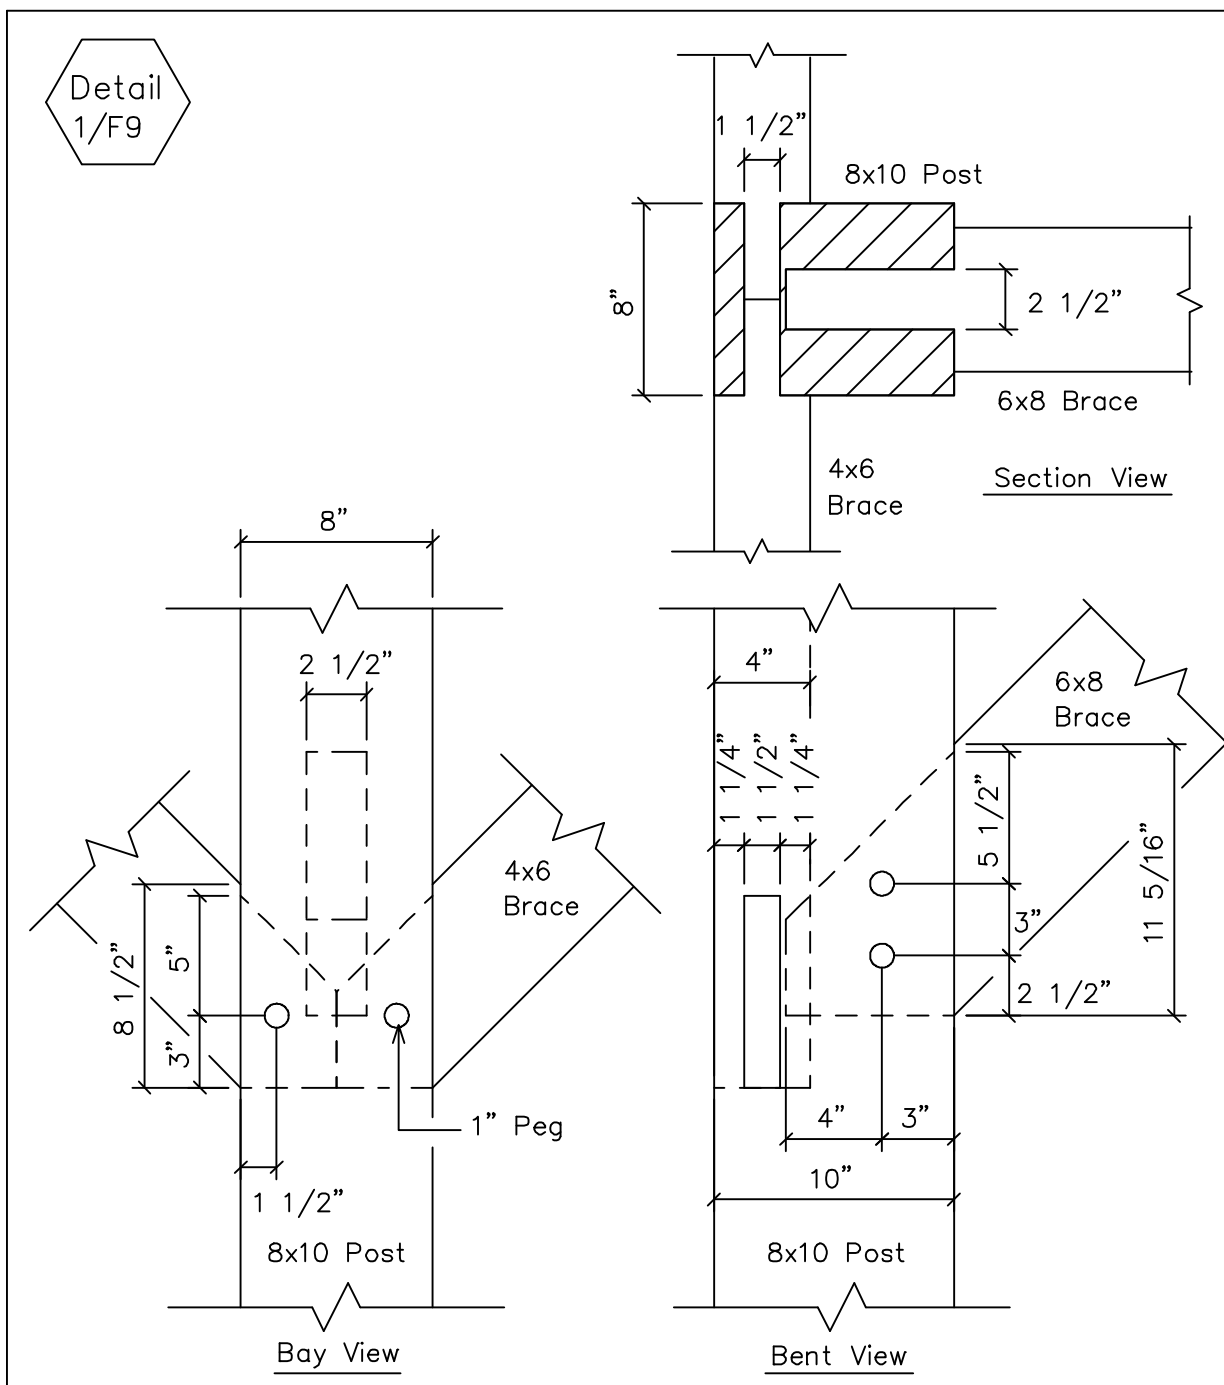 Detail
1/F9
1 1/2”
8x10 Post
8”
2 1/2”
6x8 Brace
4x6
Brace
Section View
8”
2 1/2”
4x6
Brace
8 1/2”
5”
3”
1” Peg
1 1/2”
8x10 Post
Bay View
4”
1 1/4”
1 1/2”
1 1/4”
6x8
Brace
5 1/2”
3”
2 1/2”
11 5/16”
4”
3”
10”
8x10 Post
Bent View